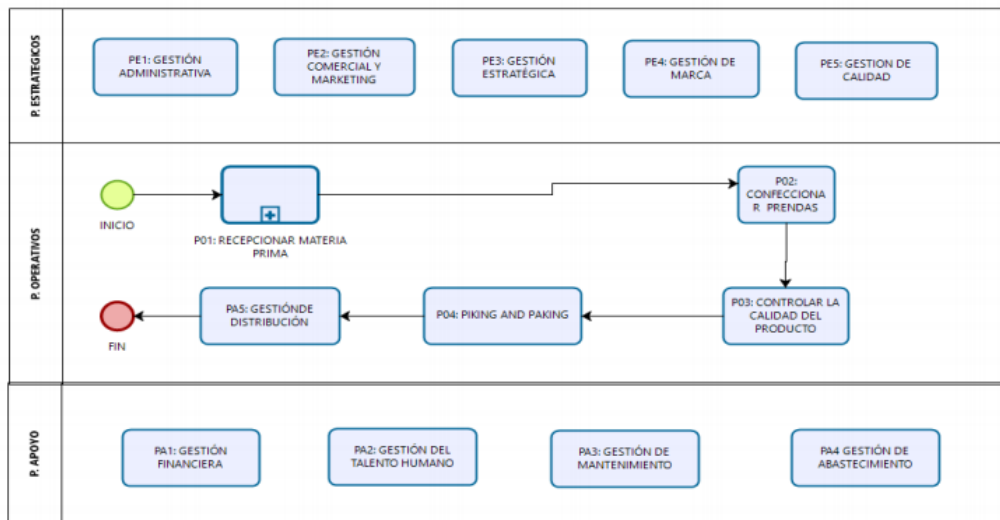 P. ESTRATEGICOS
PE1: GESTIÓN
ADMINISTRATIVA
PE2: GESTIÓN
COMERCIAL Y
MARKETING
PE3: GESTIÓN
ESTRATÉGICA
PE4: GESTIÓN DE
MARCA
PE5: GESTION DE
CALIDAD
P. OPERATIVOS
INICIO
P01: RECEPCIONAR MATERIA
PRIMA
P02:
CONFECCIONA
R PRENDAS
P03: CONTROLAR LA
CALIDAD DEL
PRODUCTO
P04: PIKING AND PAKING
PA5: GESTIÓNDE
DISTRIBUCIÓN
FIN
P. APOYO
PA1: GESTIÓN
FINANCIERA
PA2: GESTIÓN DEL
TALENTO HUMANO
PA3: GESTIÓN DE
MANTENIMIENTO
PA4 GESTIÓN DE
ABASTECIMIENTO